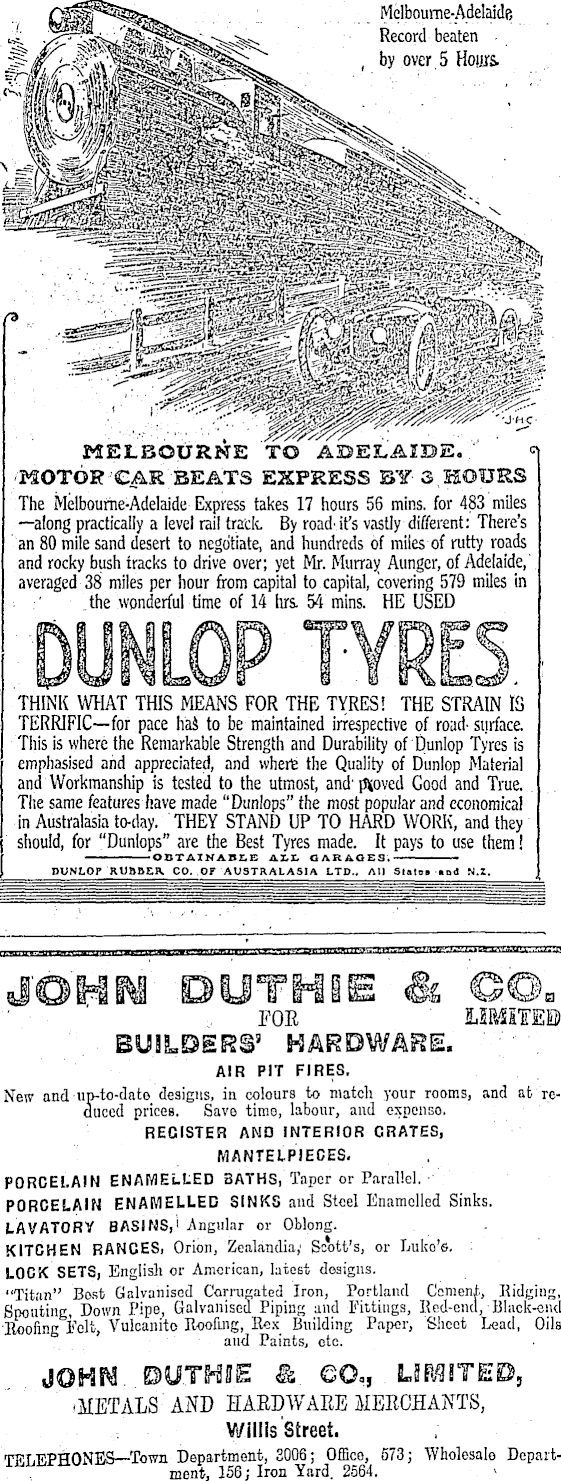 Melbourne-Adelaide
Record beaten
by over 5 Hours.
J.H.C.
MELBOURNE TO ADELAIDE.
MOTOR CAR BEATS EXPRESS BY 3 HOURS
The Melbourne-Adelaide Express takes 17 hours 56 mins. for 483 miles
—along practically a level rail track. By road it's vastly different: There's
an 80 mile sand desert to negotiate, and hundreds of miles of rutty roads
and rocky bush tracks to drive over; yet Mr. Murray Aunger, of Adelaide,
averaged 38 miles per hour from capital to capital, covering 579 miles in
the wonderful time of 14 hrs. 54 mins. HE USED
DUNLOP TYRES.
THINK WHAT THIS MEANS FOR THE TYRES! THE STRAIN IS
TERRIFIC—for pace has to be maintained irrespective of road surface.
This is where the Remarkable Strength and Durability of Dunlop Tyres is
emphasised and appreciated, and where the Quality of Dunlop Material
and Workmanship is tested to the utmost, and proved Good and True.
The same features have made "Dunlops" the most popular and economical
in Australasia to-day. THEY STAND UP TO HARD WORK, and they
should, for "Dunlops" are the Best Tyres made. It pays to use them!
OBTAINABLE ALL GARAGES.
DUNLOP RUBBER CO. OF AUSTRALASIA LTD., All States and N.Z.
JOHN DUTHIE & CO.
FOR LIMITED
BUILDERS' HARDWARE.
AIR PIT FIRES,
New and up-to-date designs, in colours to match your rooms, and at re-
duced prices. Save time, labour, and expense.
REGISTER AND INTERIOR GRATES,
MANTELPIECES.
PORCELAIN ENAMELLED BATHS, Taper or Parallel.
PORCELAIN ENAMELLED SINKS and Steel Enamelled Sinks.
LAVATORY BASINS, Angular or Oblong.
KITCHEN RANGES, Orion, Zealandia, Scott's, or Luke's.
LOCK SETS, English or American, latest designs.
"Titan" Best Galvanised Corrugated Iron, Portland Cement, Ridging,
Spouting, Down Pipe, Galvanised Piping and Fittings, Red-end, Black-end
Roofing Felt, Vulcanite Roofing, Rex Building Paper, Sheet Lead, Oils
and Paints, etc.
JOHN DUTHIE & CO., LIMITED,
METALS AND HARDWARE MERCHANTS,
Willis Street.
TELEPHONES—Town Department, 3006; Office, 573; Wholesale Depart-
ment, 156; Iron Yard, 2564.